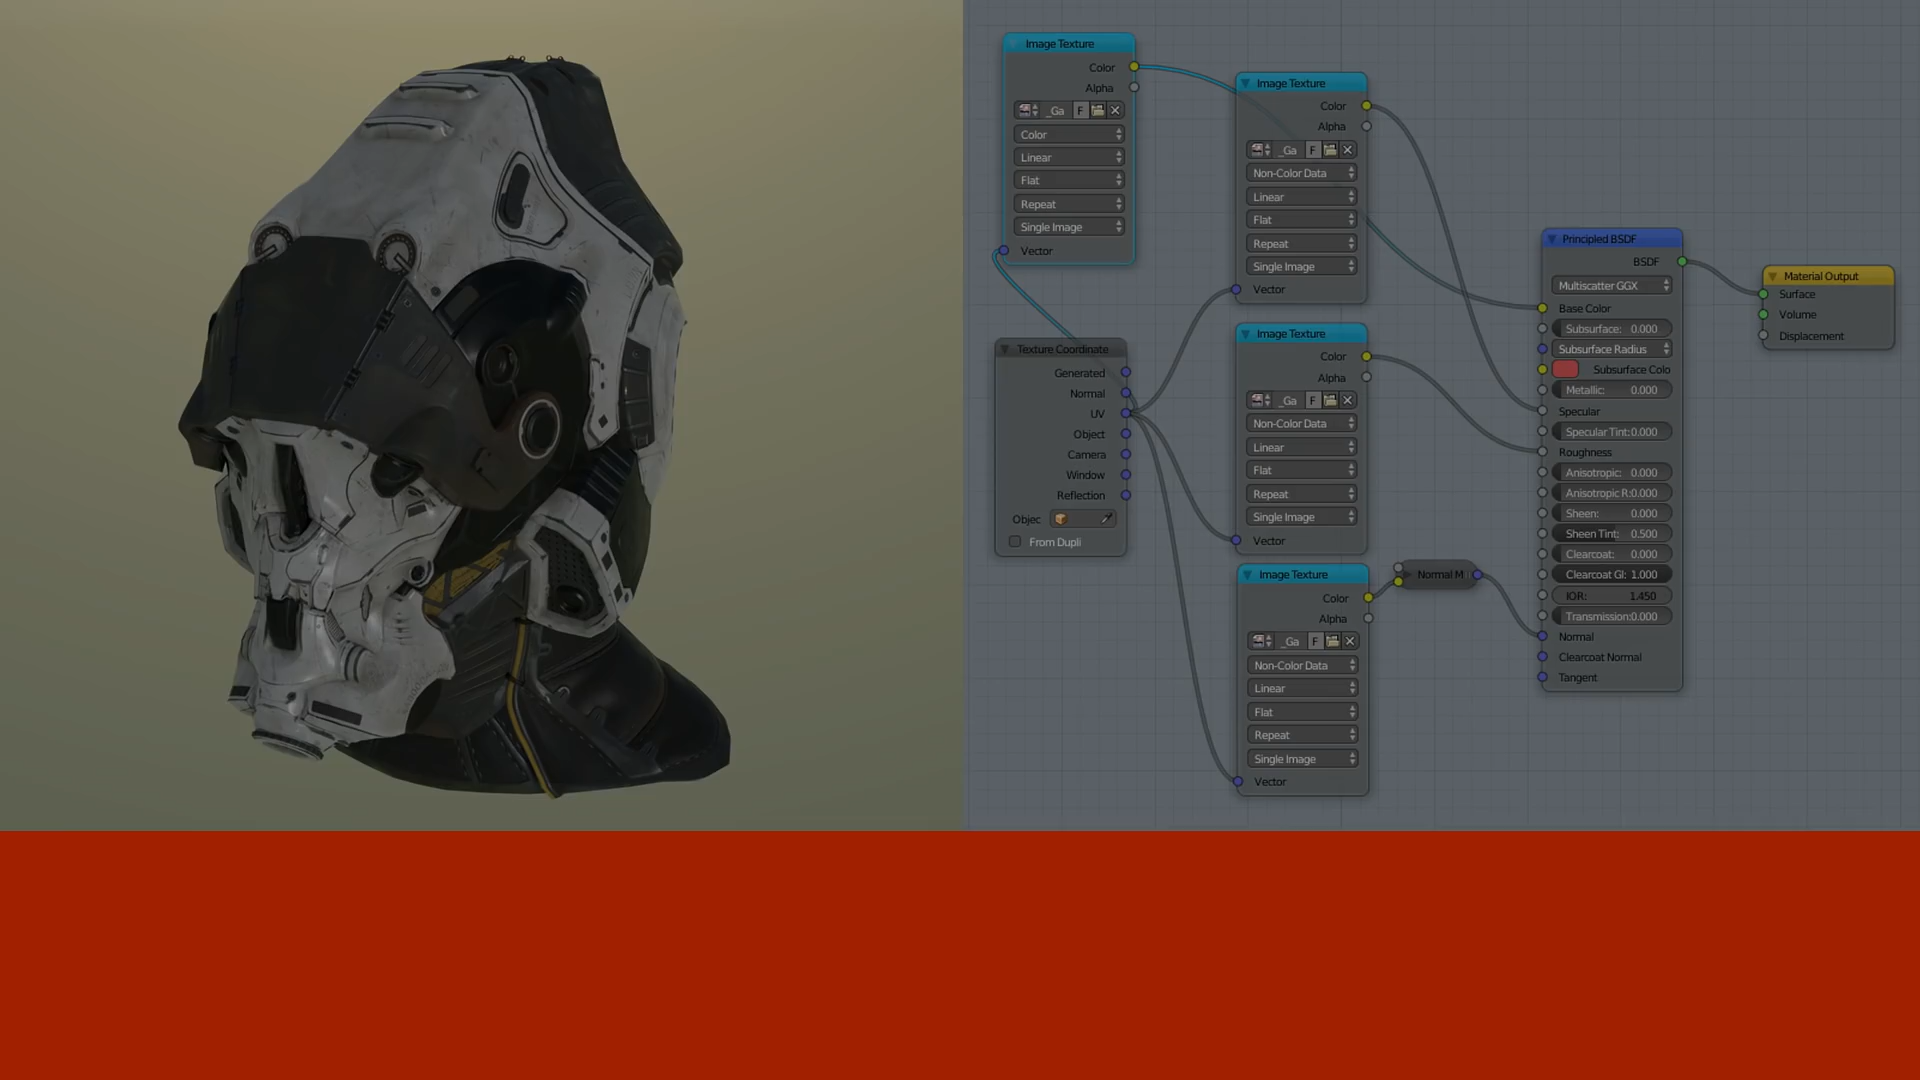 Image Texture
Color
Alpha
_Ga F
Color
Linear
Flat
Repeat
Single Image
Vector
Texture Coordinate
Generated
Normal
UV
Object
Camera
Window
Reflection
Objec
From Dupli
Image Texture
Color
Alpha
_Ga F
Non-Color Data
Linear
Flat
Repeat
Single Image
Vector
Image Texture
Color
Alpha
_Ga F
Non-Color Data
Linear
Flat
Repeat
Single Image
Vector
Image Texture
Color
Alpha
_Ga F
Non-Color Data
Linear
Flat
Repeat
Single Image
Vector
Normal M
Principled BSDF
BSDF
Multiscatter GGX
Base Color
Subsurface: 0.000
Subsurface Radius
Subsurface Colo
Metallic: 0.000
Specular
Specular Tint:0.000
Roughness
Anisotropic: 0.000
Anisotropic R:0.000
Sheen: 0.000
Sheen Tint: 0.500
Clearcoat: 0.000
Clearcoat Gl: 1.000
IOR: 1.450
Transmission:0.000
Normal
Clearcoat Normal
Tangent
Material Output
Surface
Volume
Displacement